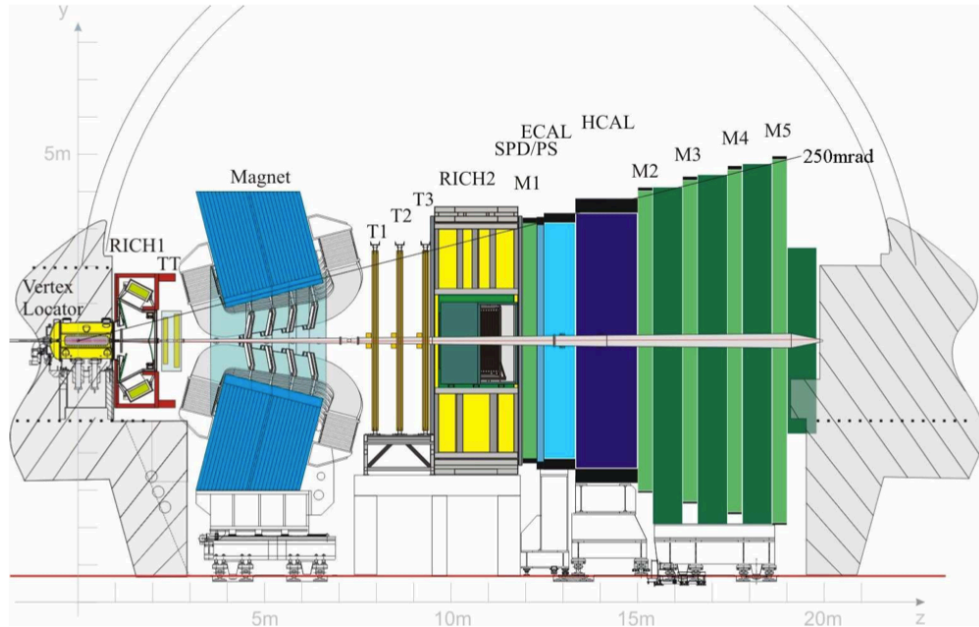 y
5m
Vertex
Locator
RICH1
TT
Magnet
T1
T2
T3
RICH2
M1
SPD/PS
ECAL
HCAL
M2
M3
M4
M5
250mrad
5m
10m
15m
20m
z